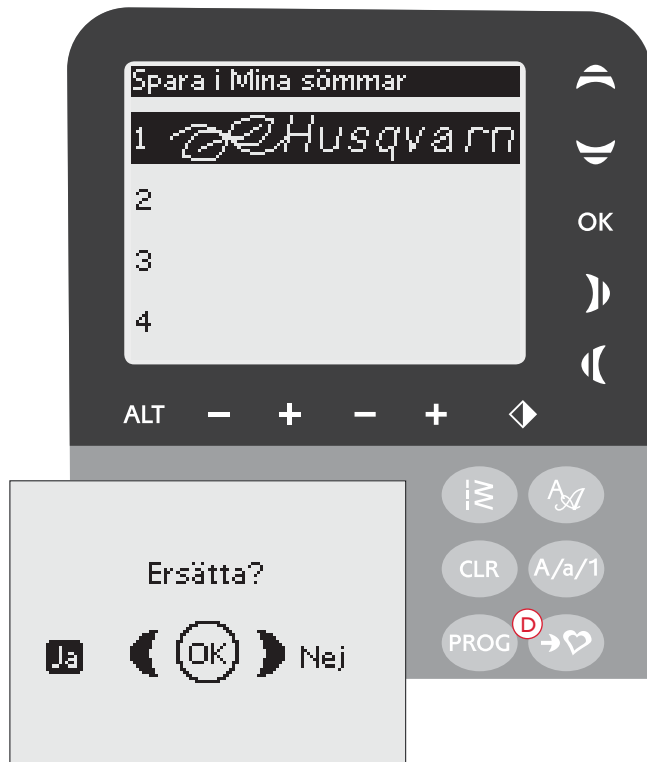 Spara i Mina sömmar
1 Husqvarn
2
3
4
OK
ALT - + - +
A
CLR A/a/1
PROG D
Ersätta?
Ja OK Nej